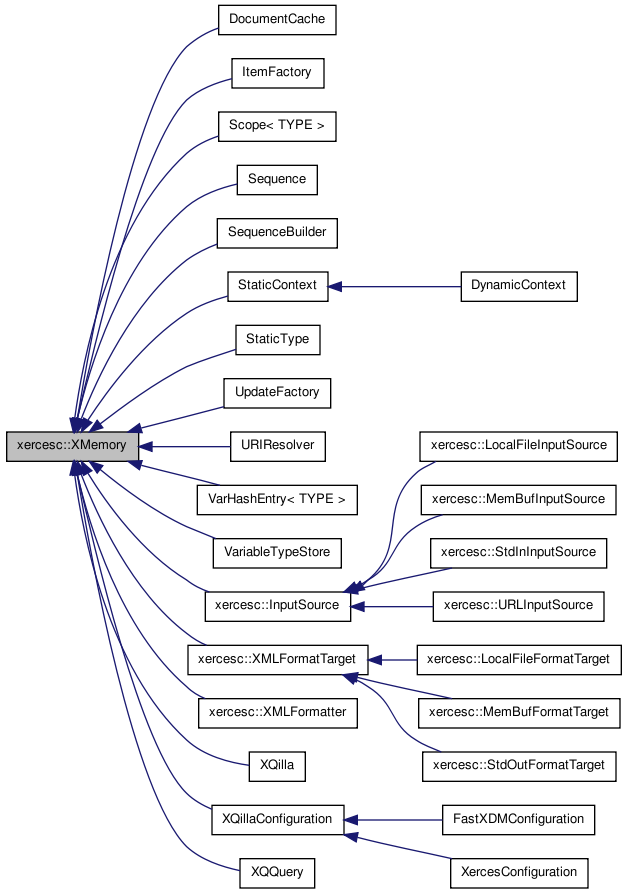 DocumentCache
ItemFactory
Scope< TYPE >
Sequence
SequenceBuilder
StaticContext
DynamicContext
StaticType
UpdateFactory
xercesc::XMemory
URIResolver
xercesc::LocalFileInputSource
VarHashEntry< TYPE >
xercesc::MemBufInputSource
VariableTypeStore
xercesc::StdInInputSource
xercesc::InputSource
xercesc::URLInputSource
xercesc::XMLFormatTarget
xercesc::LocalFileFormatTarget
xercesc::XMLFormatter
xercesc::MemBufFormatTarget
XQilla
xercesc::StdOutFormatTarget
XQillaConfiguration
FastXDMConfiguration
XQQuery
XercesConfiguration